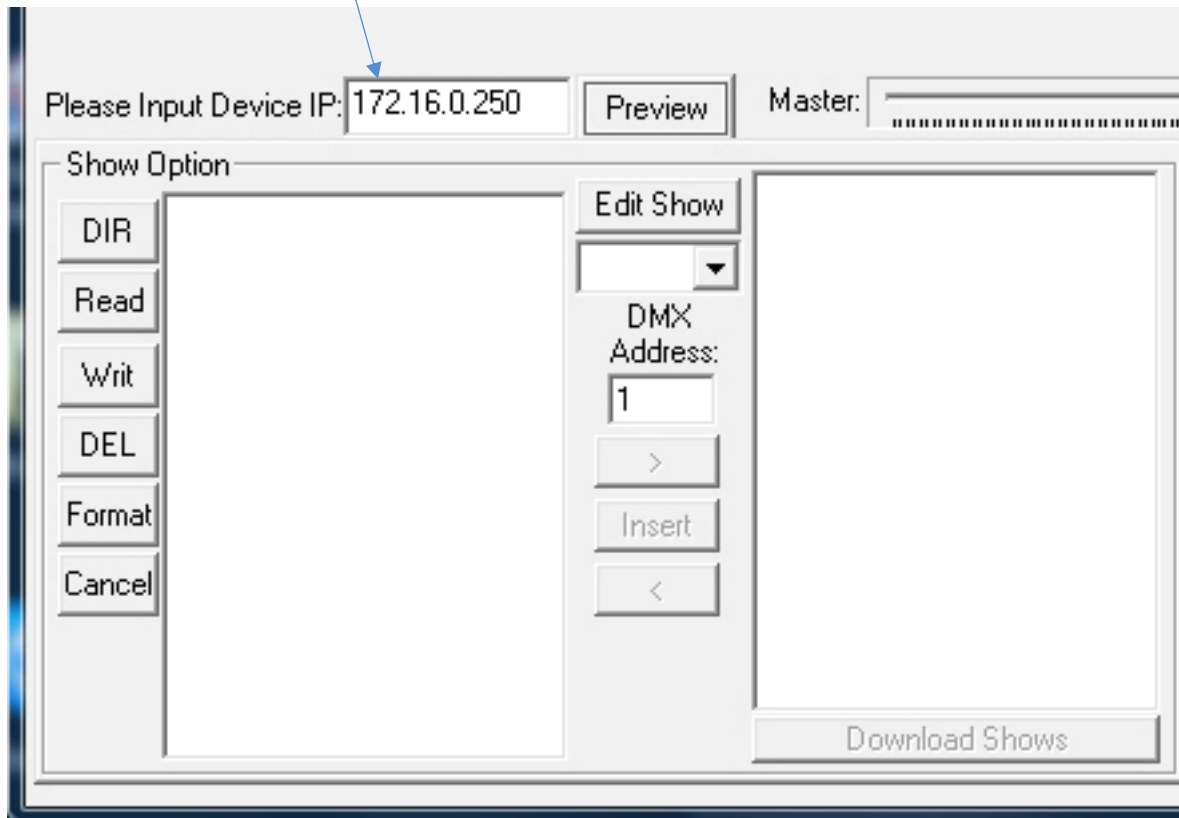 Please Input Device IP: 172.16.0.250 Preview Master:
Show Option
DIR
Read
Writ
DEL
Format
Cancel
Edit Show
DMX
Address:
1
>
Insert
<
Download Shows